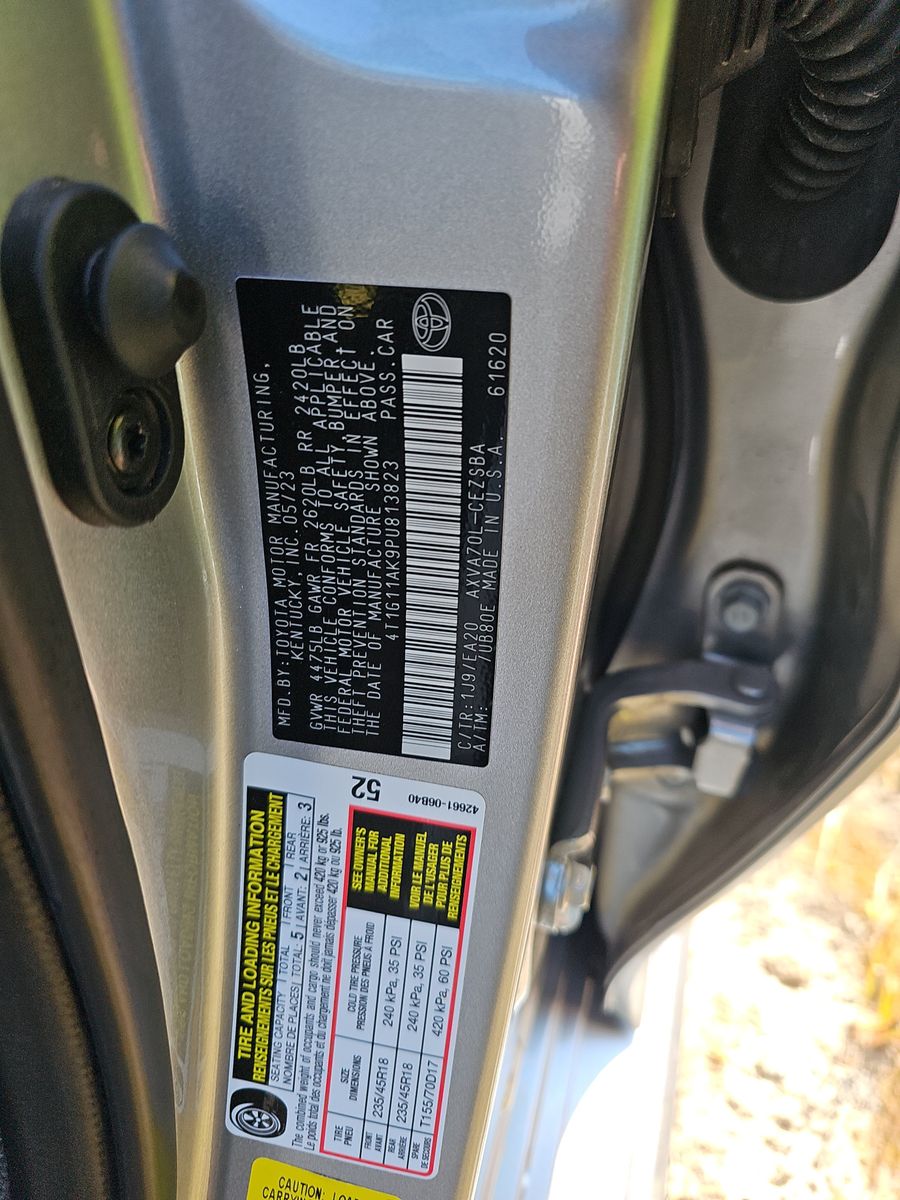 MFD.BY:TOYOTA MOTOR MANUFACTURING,
KENTUCKY, INC. 05/23
GVWR 4475LB GAWR FR 2620LB RR 2420LB
THIS VEHICLE CONFORMS TO ALL APPLICABLE
FEDERAL MOTOR VEHICLE SAFETY, BUMPER AND
THEFT PREVENTION STANDARDS IN EFFECT ON
THE DATE OF MANUFACTURE SHOWN ABOVE.
4T1G11AK9PU813823 PASS.CAR
C/TR:1J9/EA20 AXVA70L-CEZSBA 61620
A/TM: /UB80E MADE IN U.S.A.
TIRE AND LOADING INFORMATION
RENSEIGNEMENTS SUR LES PNEUS ET LE CHARGEMENT
SEATING CAPACITY TOTAL FRONT REAR
NOMBRE DE PLACES TOTAL: 5 AVANT: 2 ARRIÈRE: 3
The combined weight of occupants and cargo should never exceed 420 kg or 925 lbs.
Le poids total des occupants et du chargement ne doit jamais dépasser 420 kg ou 925 lb.
TIRE SIZE COLD TIRE PRESSURE
PNEU DIMENSIONS PRESSION DES PNEUS À FROID
FRONT
AVANT 235/45R18 240 kPa, 35 PSI
REAR
ARRIÈRE 235/45R18 240 kPa, 35 PSI
SPARE
DE SECOURS T155/70D17 420 kPa, 60 PSI
SEE OWNER'S
MANUAL FOR
ADDITIONAL
INFORMATION
VOIR LE MANUEL
DE L'USAGER
POUR PLUS DE
RENSEIGNEMENTS
52
42661-06B40
CAUTION: